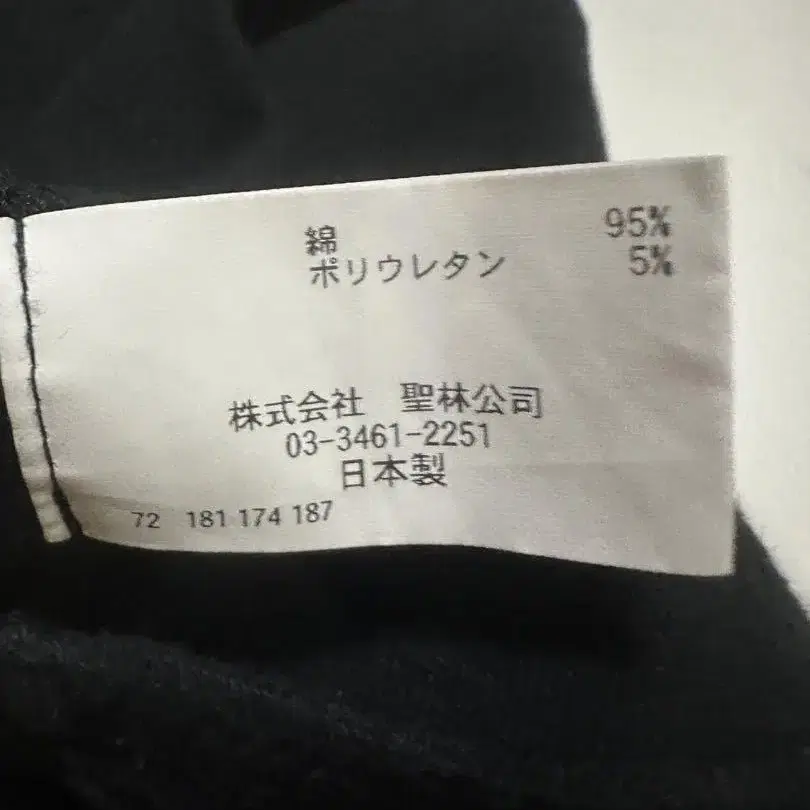 綿 95%
ポリウレタン 5%
株式会社 聖林公司
03-3461-2251
日本製
72 181 174 187